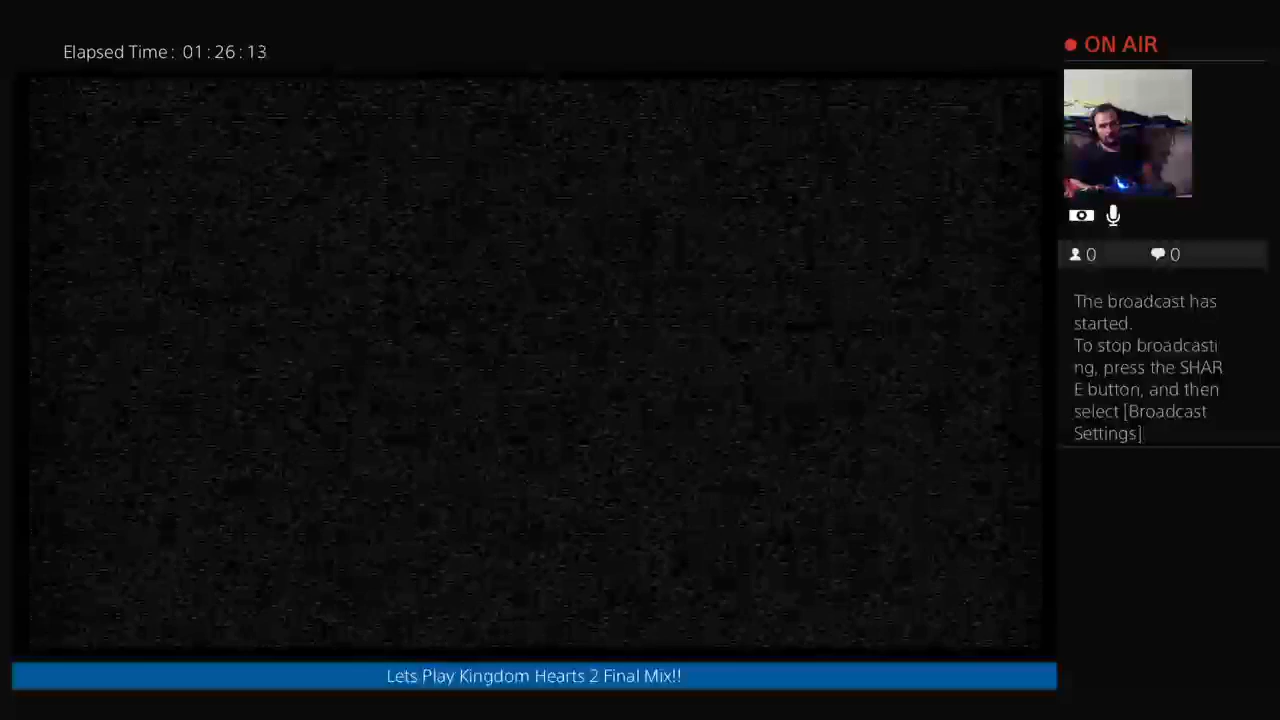 Elapsed Time: 01:26:13
ON AIR
0
0
The broadcast has
started.
To stop broadcasti
ng, press the SHAR
E button, and then
select [Broadcast
Settings]
Lets Play Kingdom Hearts 2 Final Mix!!